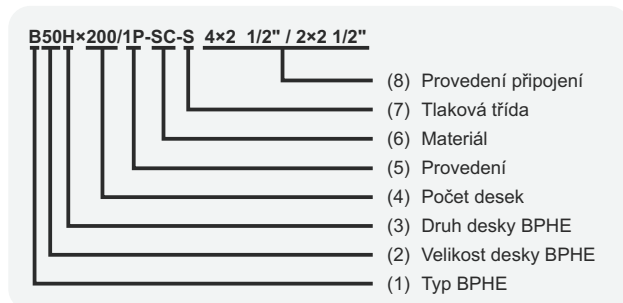 B50H×200/1P-SC-S 4×2 1/2" / 2×2 1/2"
(8) Provedení připojení
(7) Tlaková třída
(6) Materiál
(5) Provedení
(4) Počet desek
(3) Druh desky BPHE
(2) Velikost desky BPHE
(1) Typ BPHE